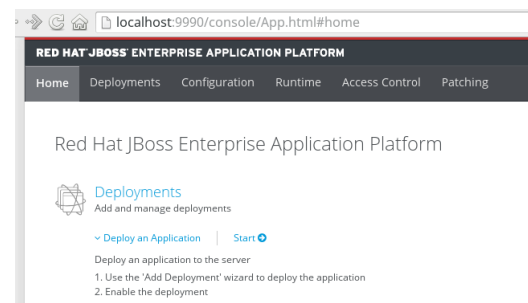 localhost:9990/console/App.html#home
RED HAT JBOSS ENTERPRISE APPLICATION PLATFORM
Home Deployments Configuration Runtime Access Control Patching
Red Hat JBoss Enterprise Application Platform
Deployments
Add and manage deployments
Deploy an Application Start
Deploy an application to the server
1. Use the 'Add Deployment' wizard to deploy the application
2. Enable the deployment